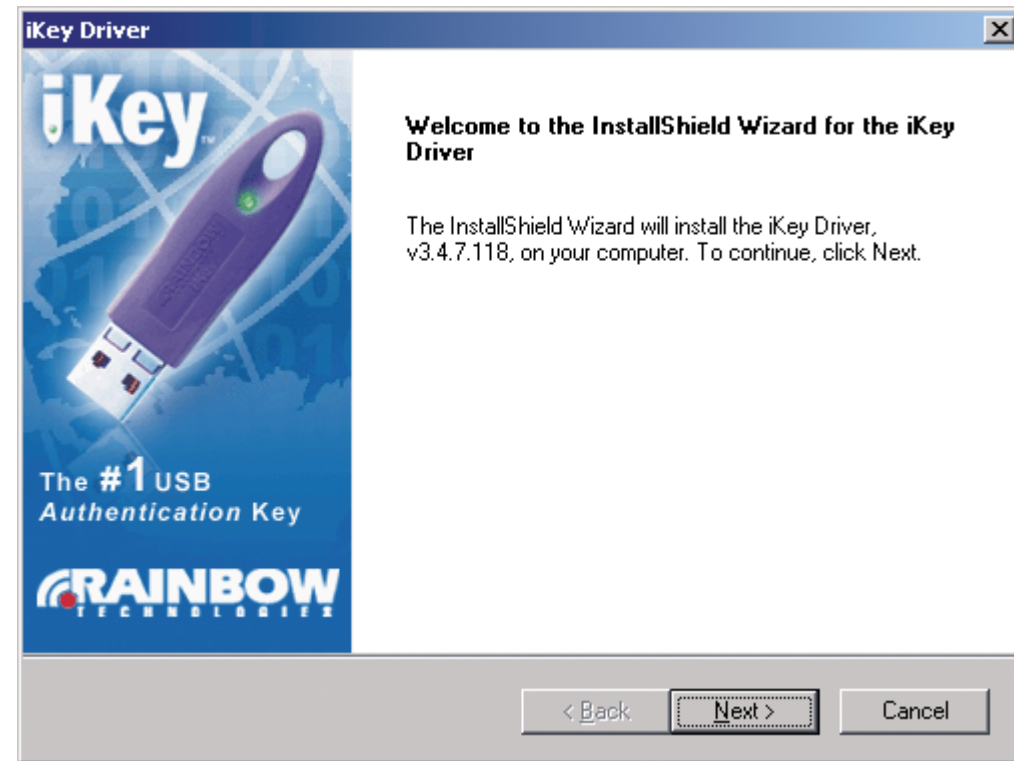 iKey Driver
iKey™
The #1 USB
Authentication Key
RAINBOW
TECHNOLOGIES
Welcome to the InstallShield Wizard for the iKey
Driver
The InstallShield Wizard will install the iKey Driver,
v3.4.7.118, on your computer. To continue, click Next.
< Back
Next >
Cancel